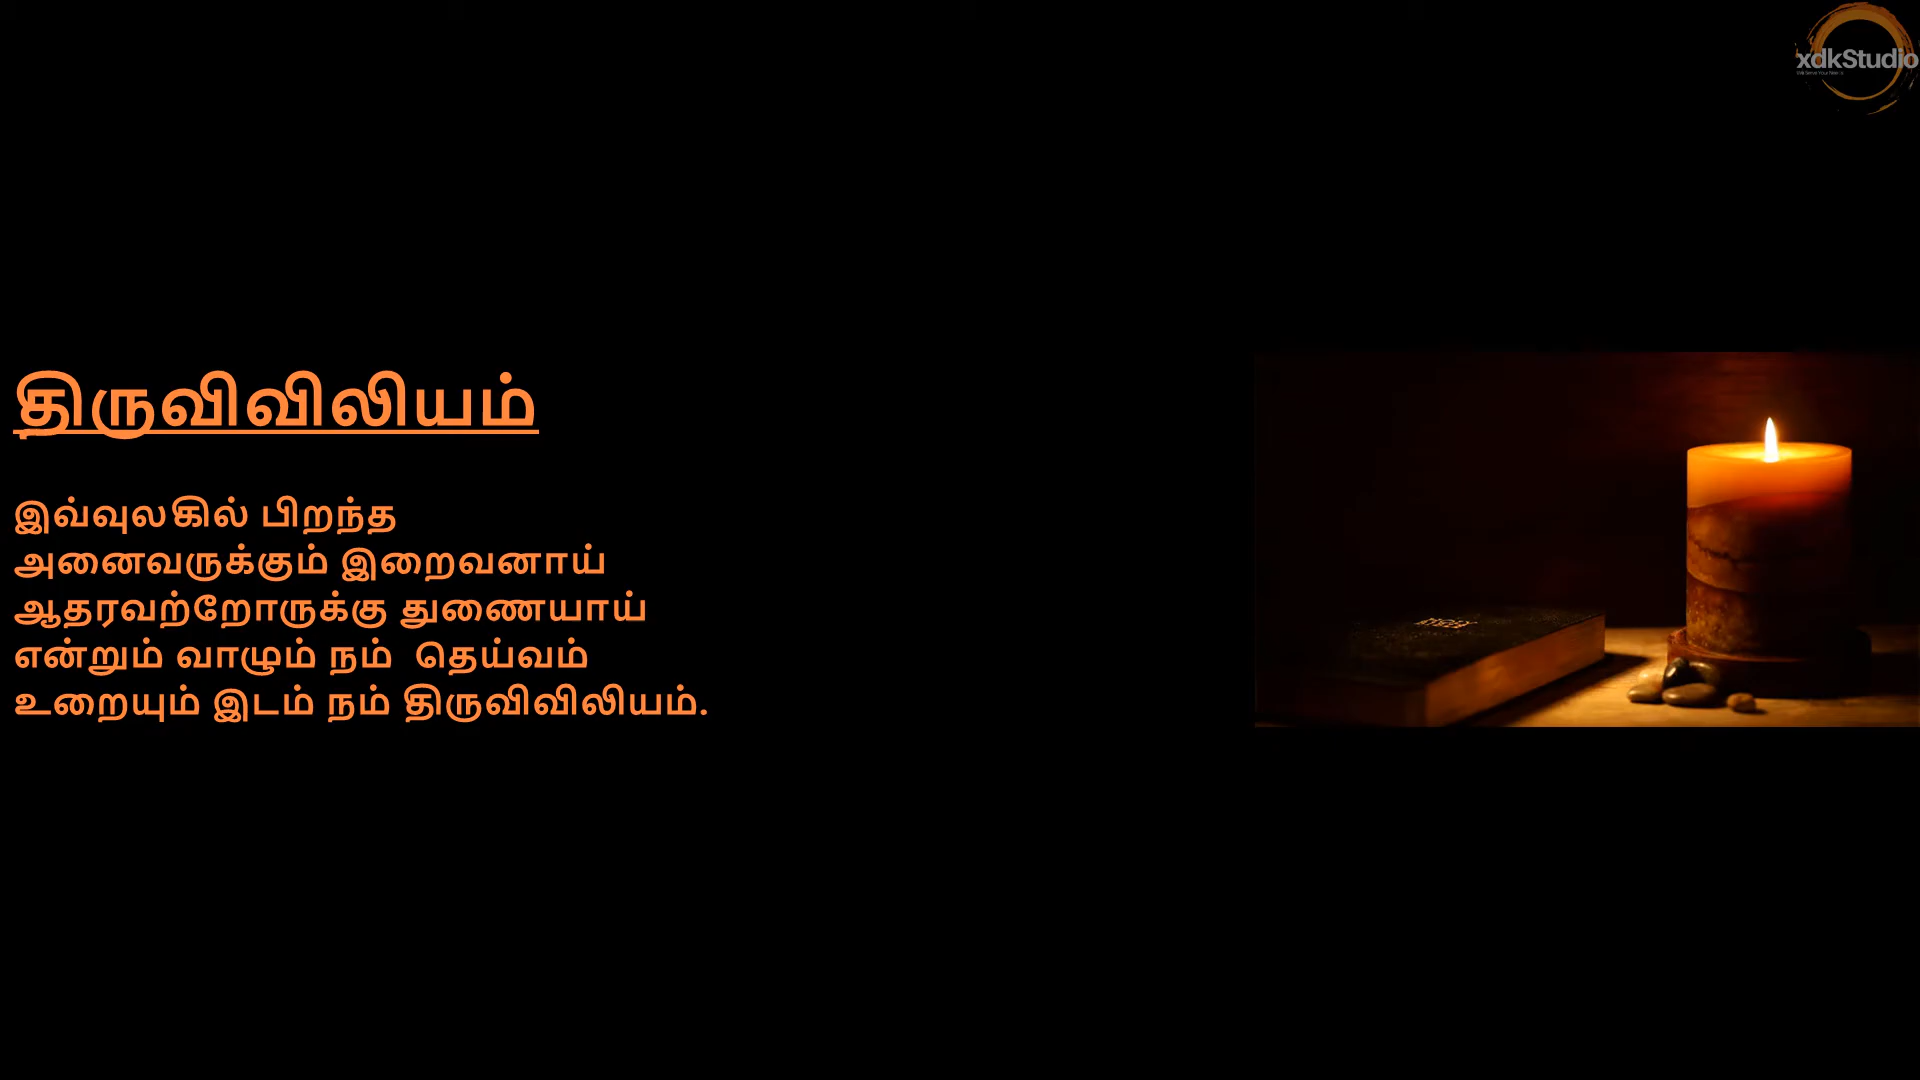 xdkStudio
திருவிவிலியம்
இவ்வுலகில் பிறந்த
அனைவருக்கும் இறைவனாய்
ஆதரவற்றோருக்கு துணையாய்
என்றும் வாழும் நம்  தெய்வம்
உறையும் இடம் நம் திருவிவிலியம்.